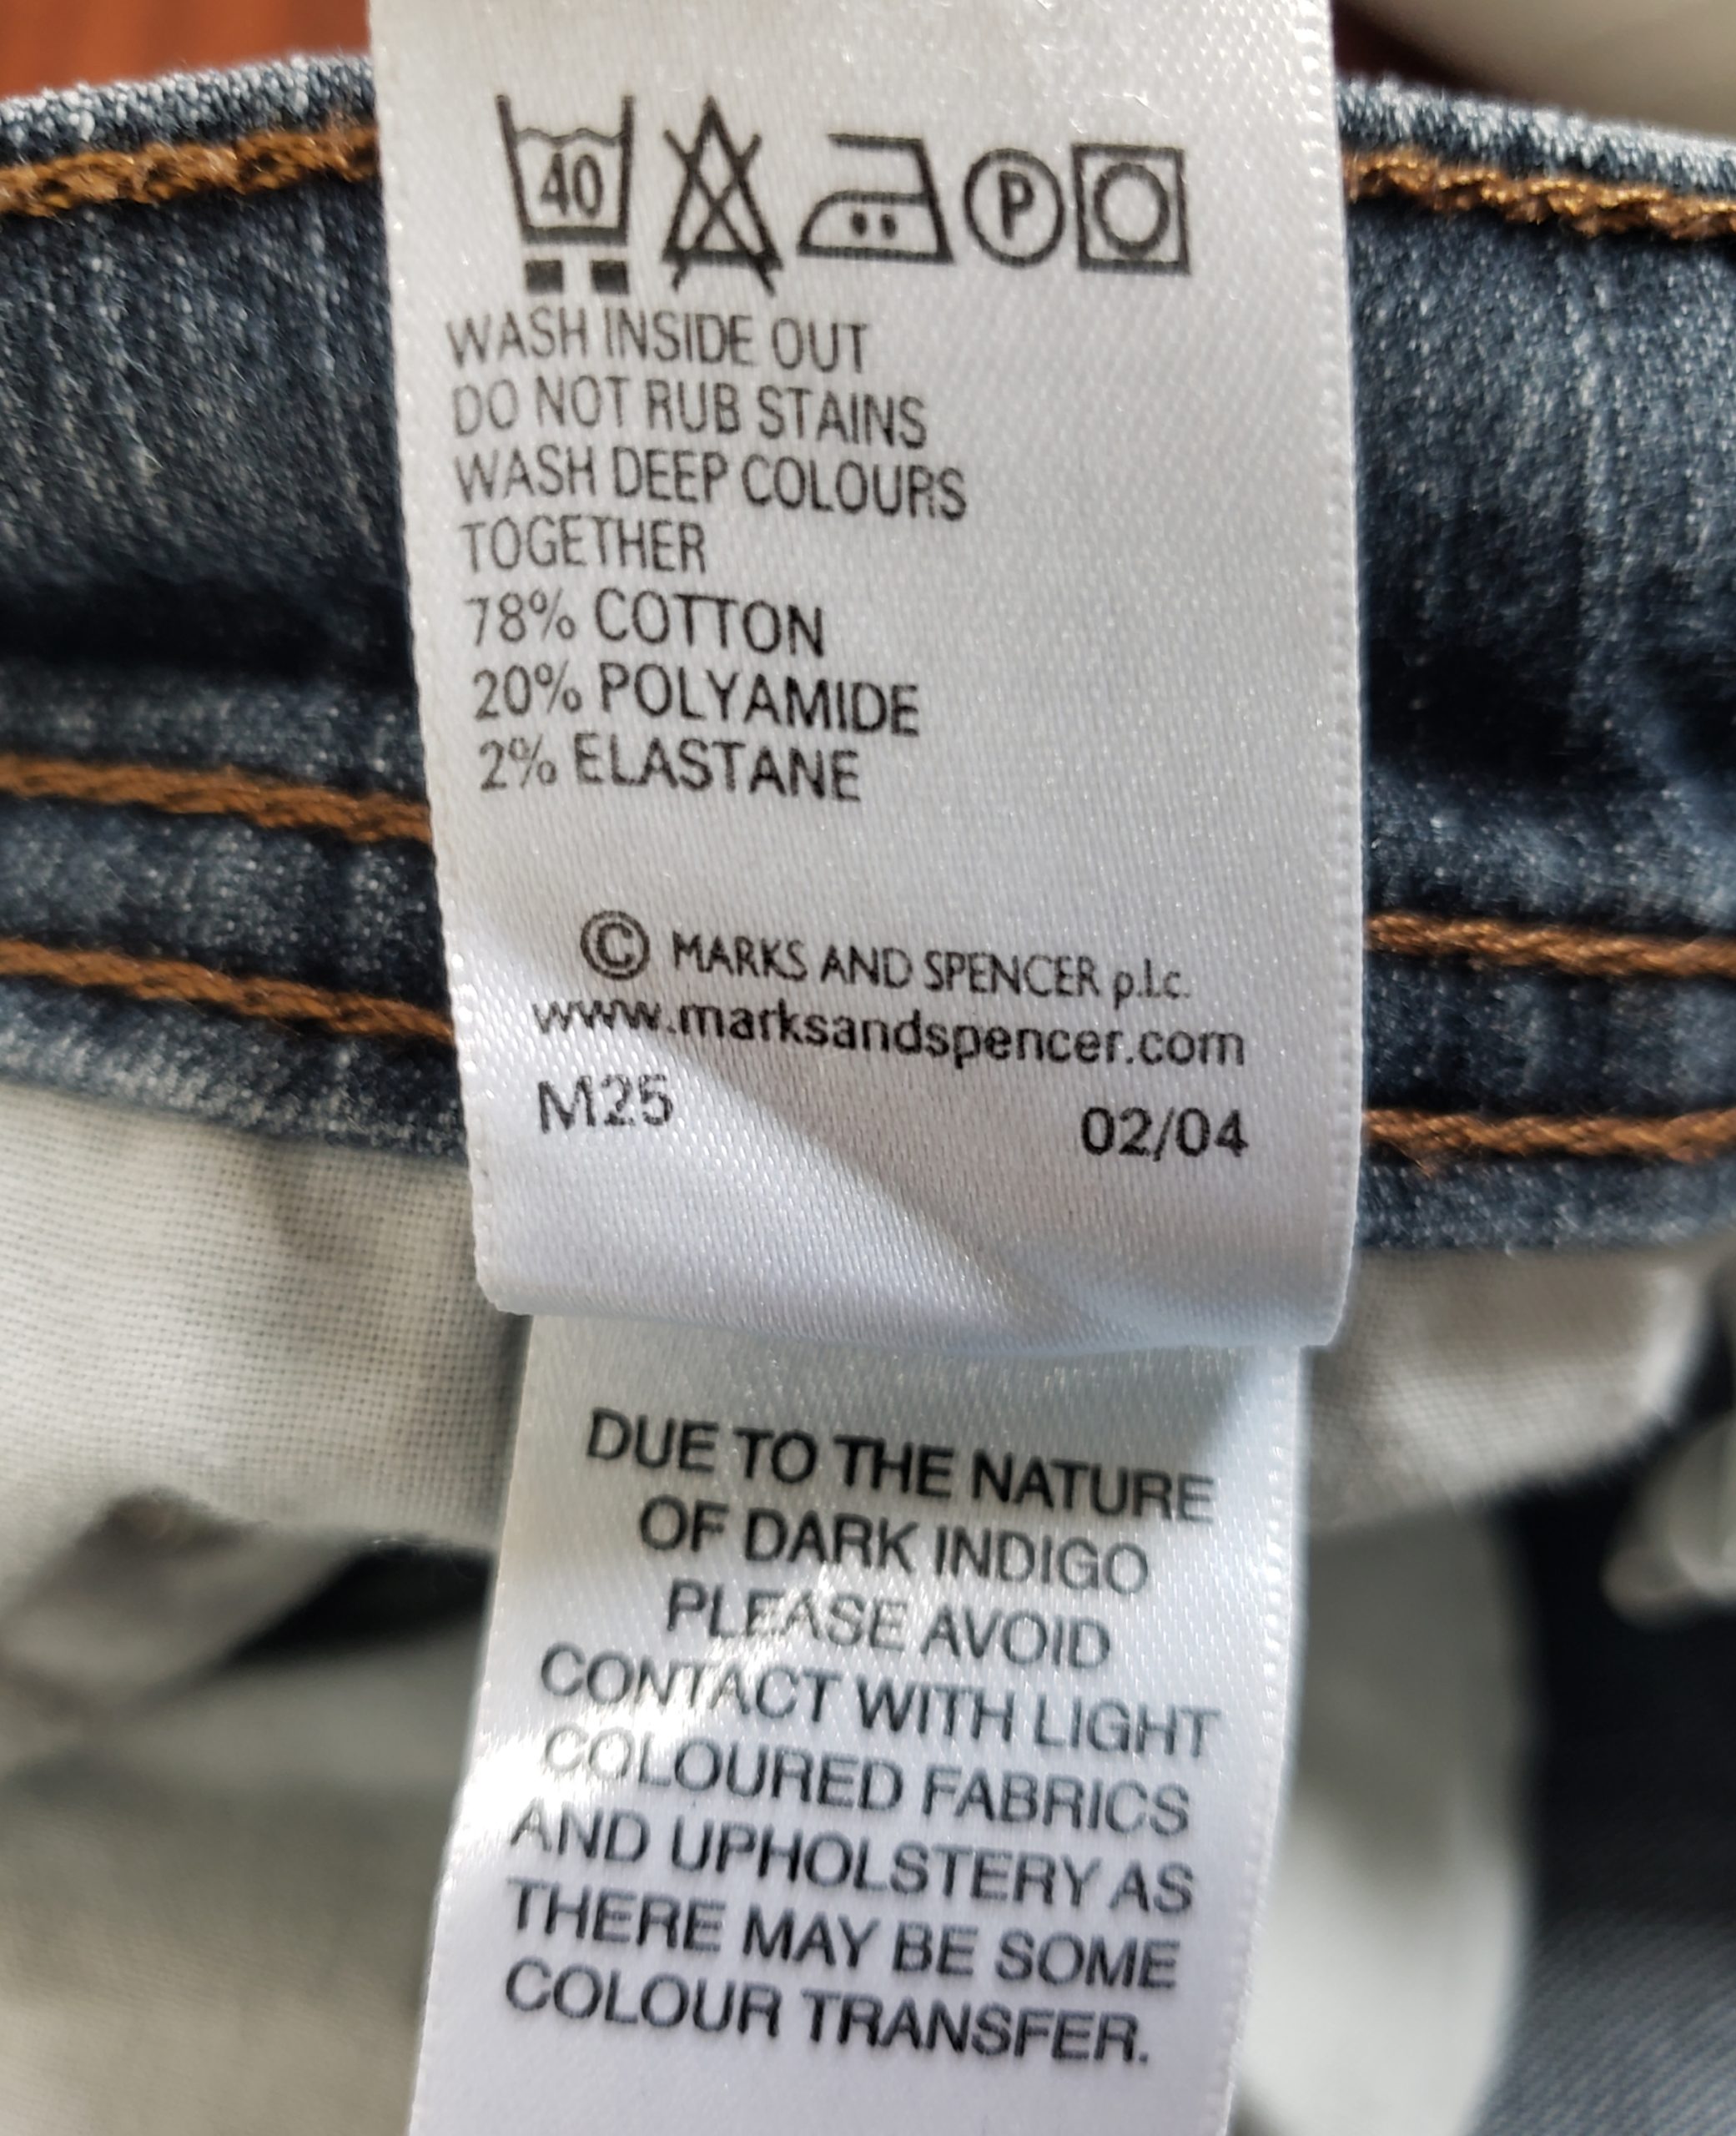 40
P
WASH INSIDE OUT
DO NOT RUB STAINS
WASH DEEP COLOURS
TOGETHER
78% COTTON
20% POLYAMIDE
2% ELASTANE
© MARKS AND SPENCER p.l.c.
www.marksandspencer.com
M25 02/04
DUE TO THE NATURE
OF DARK INDIGO
PLEASE AVOID
CONTACT WITH LIGHT
COLOURED FABRICS
AND UPHOLSTERY AS
THERE MAY BE SOME
COLOUR TRANSFER.